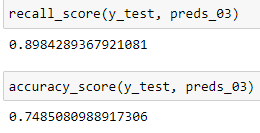 recall_score(y_test, preds_03)
0.8984289367921081
accuracy_score(y_test, preds_03)
0.7485080988917306